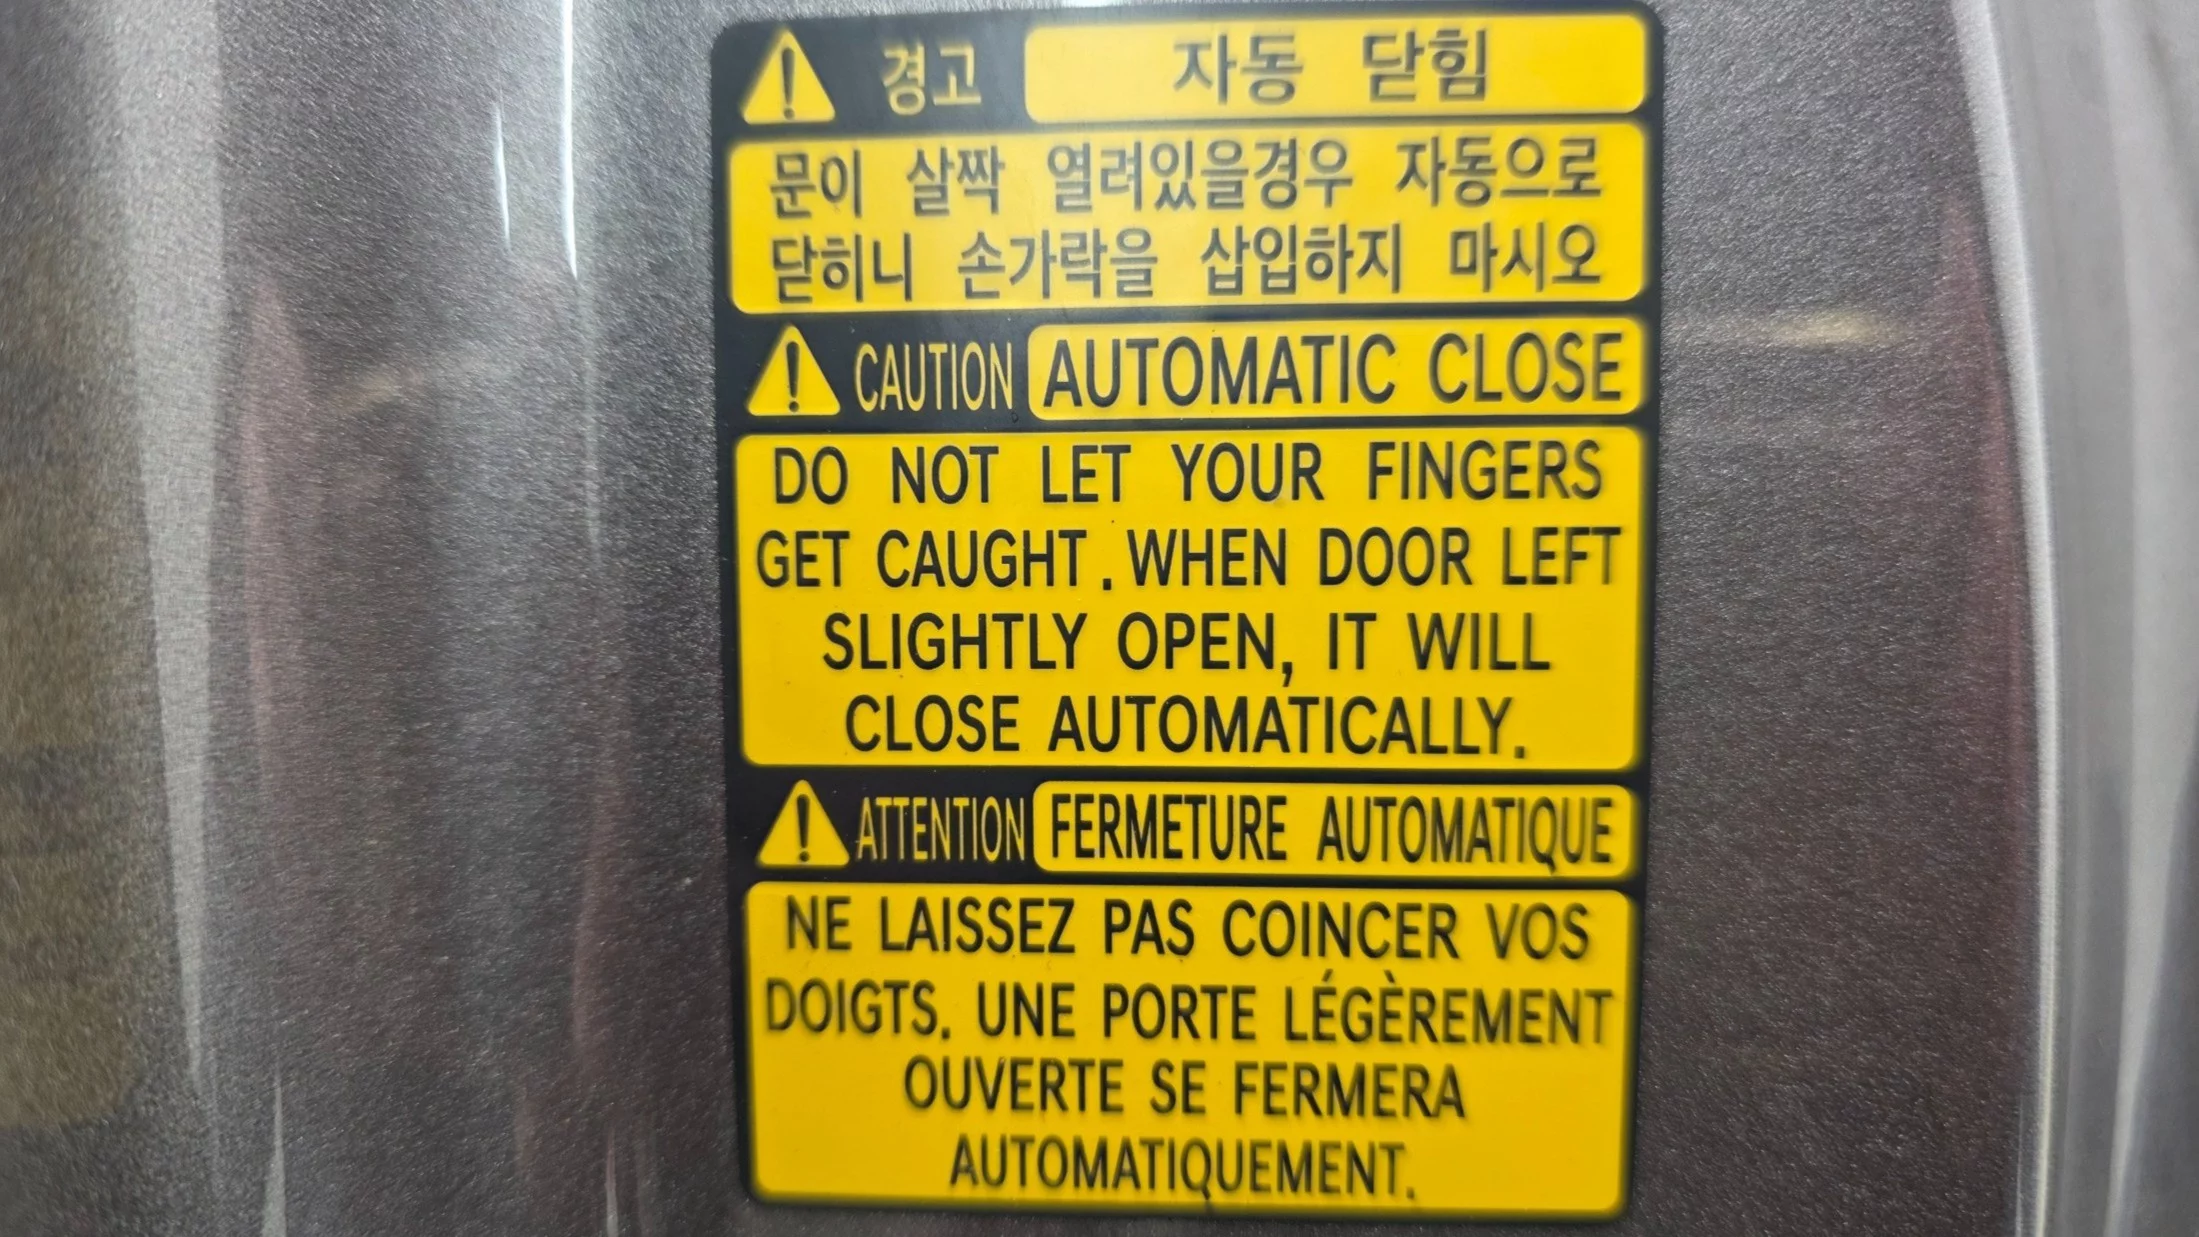 경고 자동 닫힘
문이 살짝 열려있을경우 자동으로
닫히니 손가락을 삽입하지 마시오
CAUTION AUTOMATIC CLOSE
DO NOT LET YOUR FINGERS
GET CAUGHT. WHEN DOOR LEFT
SLIGHTLY OPEN, IT WILL
CLOSE AUTOMATICALLY.
ATTENTION FERMETURE AUTOMATIQUE
NE LAISSEZ PAS COINCER VOS
DOIGTS. UNE PORTE LÉGÈREMENT
OUVERTE SE FERMERA
AUTOMATIQUEMENT.